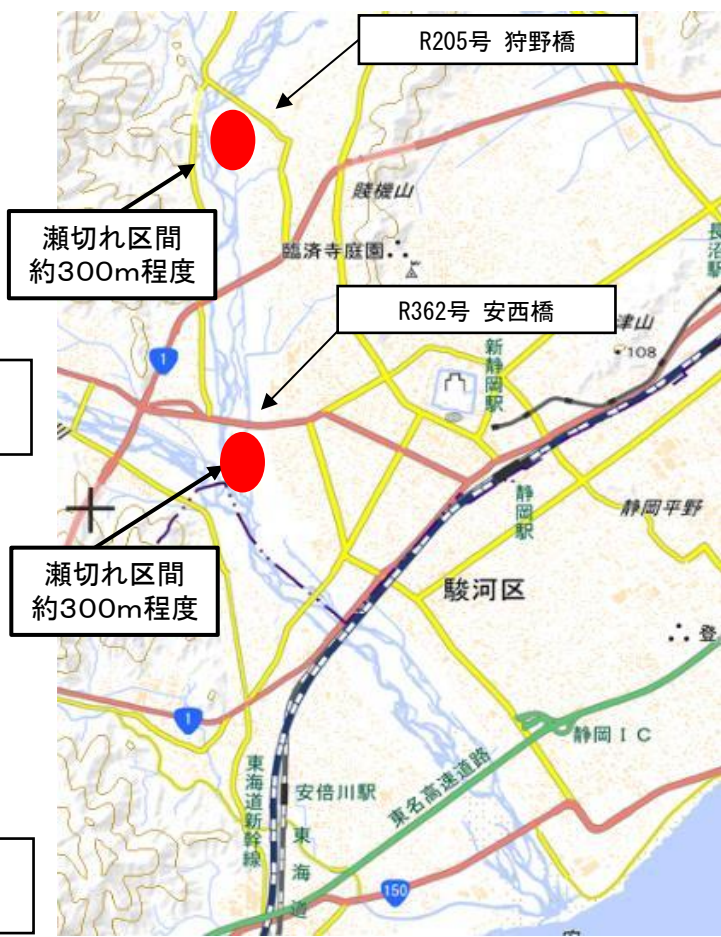 R205号 狩野橋
瀬切れ区間
約300m程度
賤機山
臨済寺庭園
長沼駅
R362号 安西橋
津山
108
新静岡駅
1
静岡駅
静岡平野
瀬切れ区間
約300m程度
駿河区
登
1
静岡IC
東海道新幹線
安倍川駅
東名高速道路
東海道
150